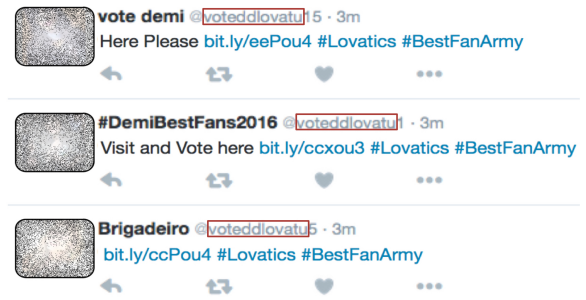 vote demi @voteddlovatu15 · 3m
Here Please bit.ly/eePou4 #Lovatics #BestFanArmy
#DemiBestFans2016 @voteddlovatu1 · 3m
Visit and Vote here bit.ly/ccxou3 #Lovatics #BestFanArmy
Brigadeiro @voteddlovatu5 · 3m
bit.ly/ccPou4 #Lovatics #BestFanArmy